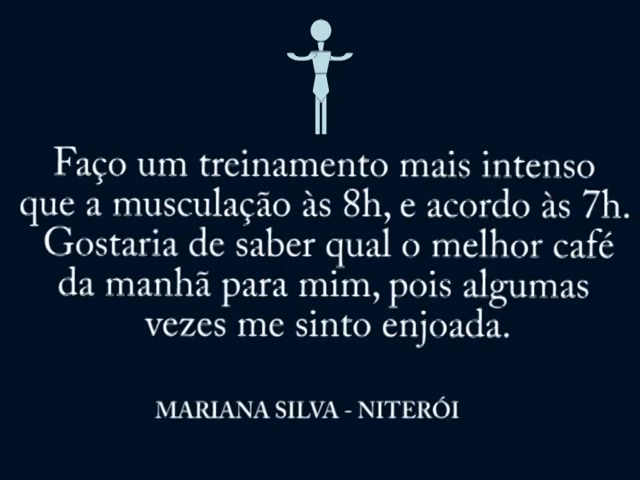 Faço um treinamento mais intenso
que a musculação às 8h, e acordo às 7h.
Gostaria de saber qual o melhor café
da manhã para mim, pois algumas
vezes me sinto enjoada.
MARIANA SILVA - NITERÓI